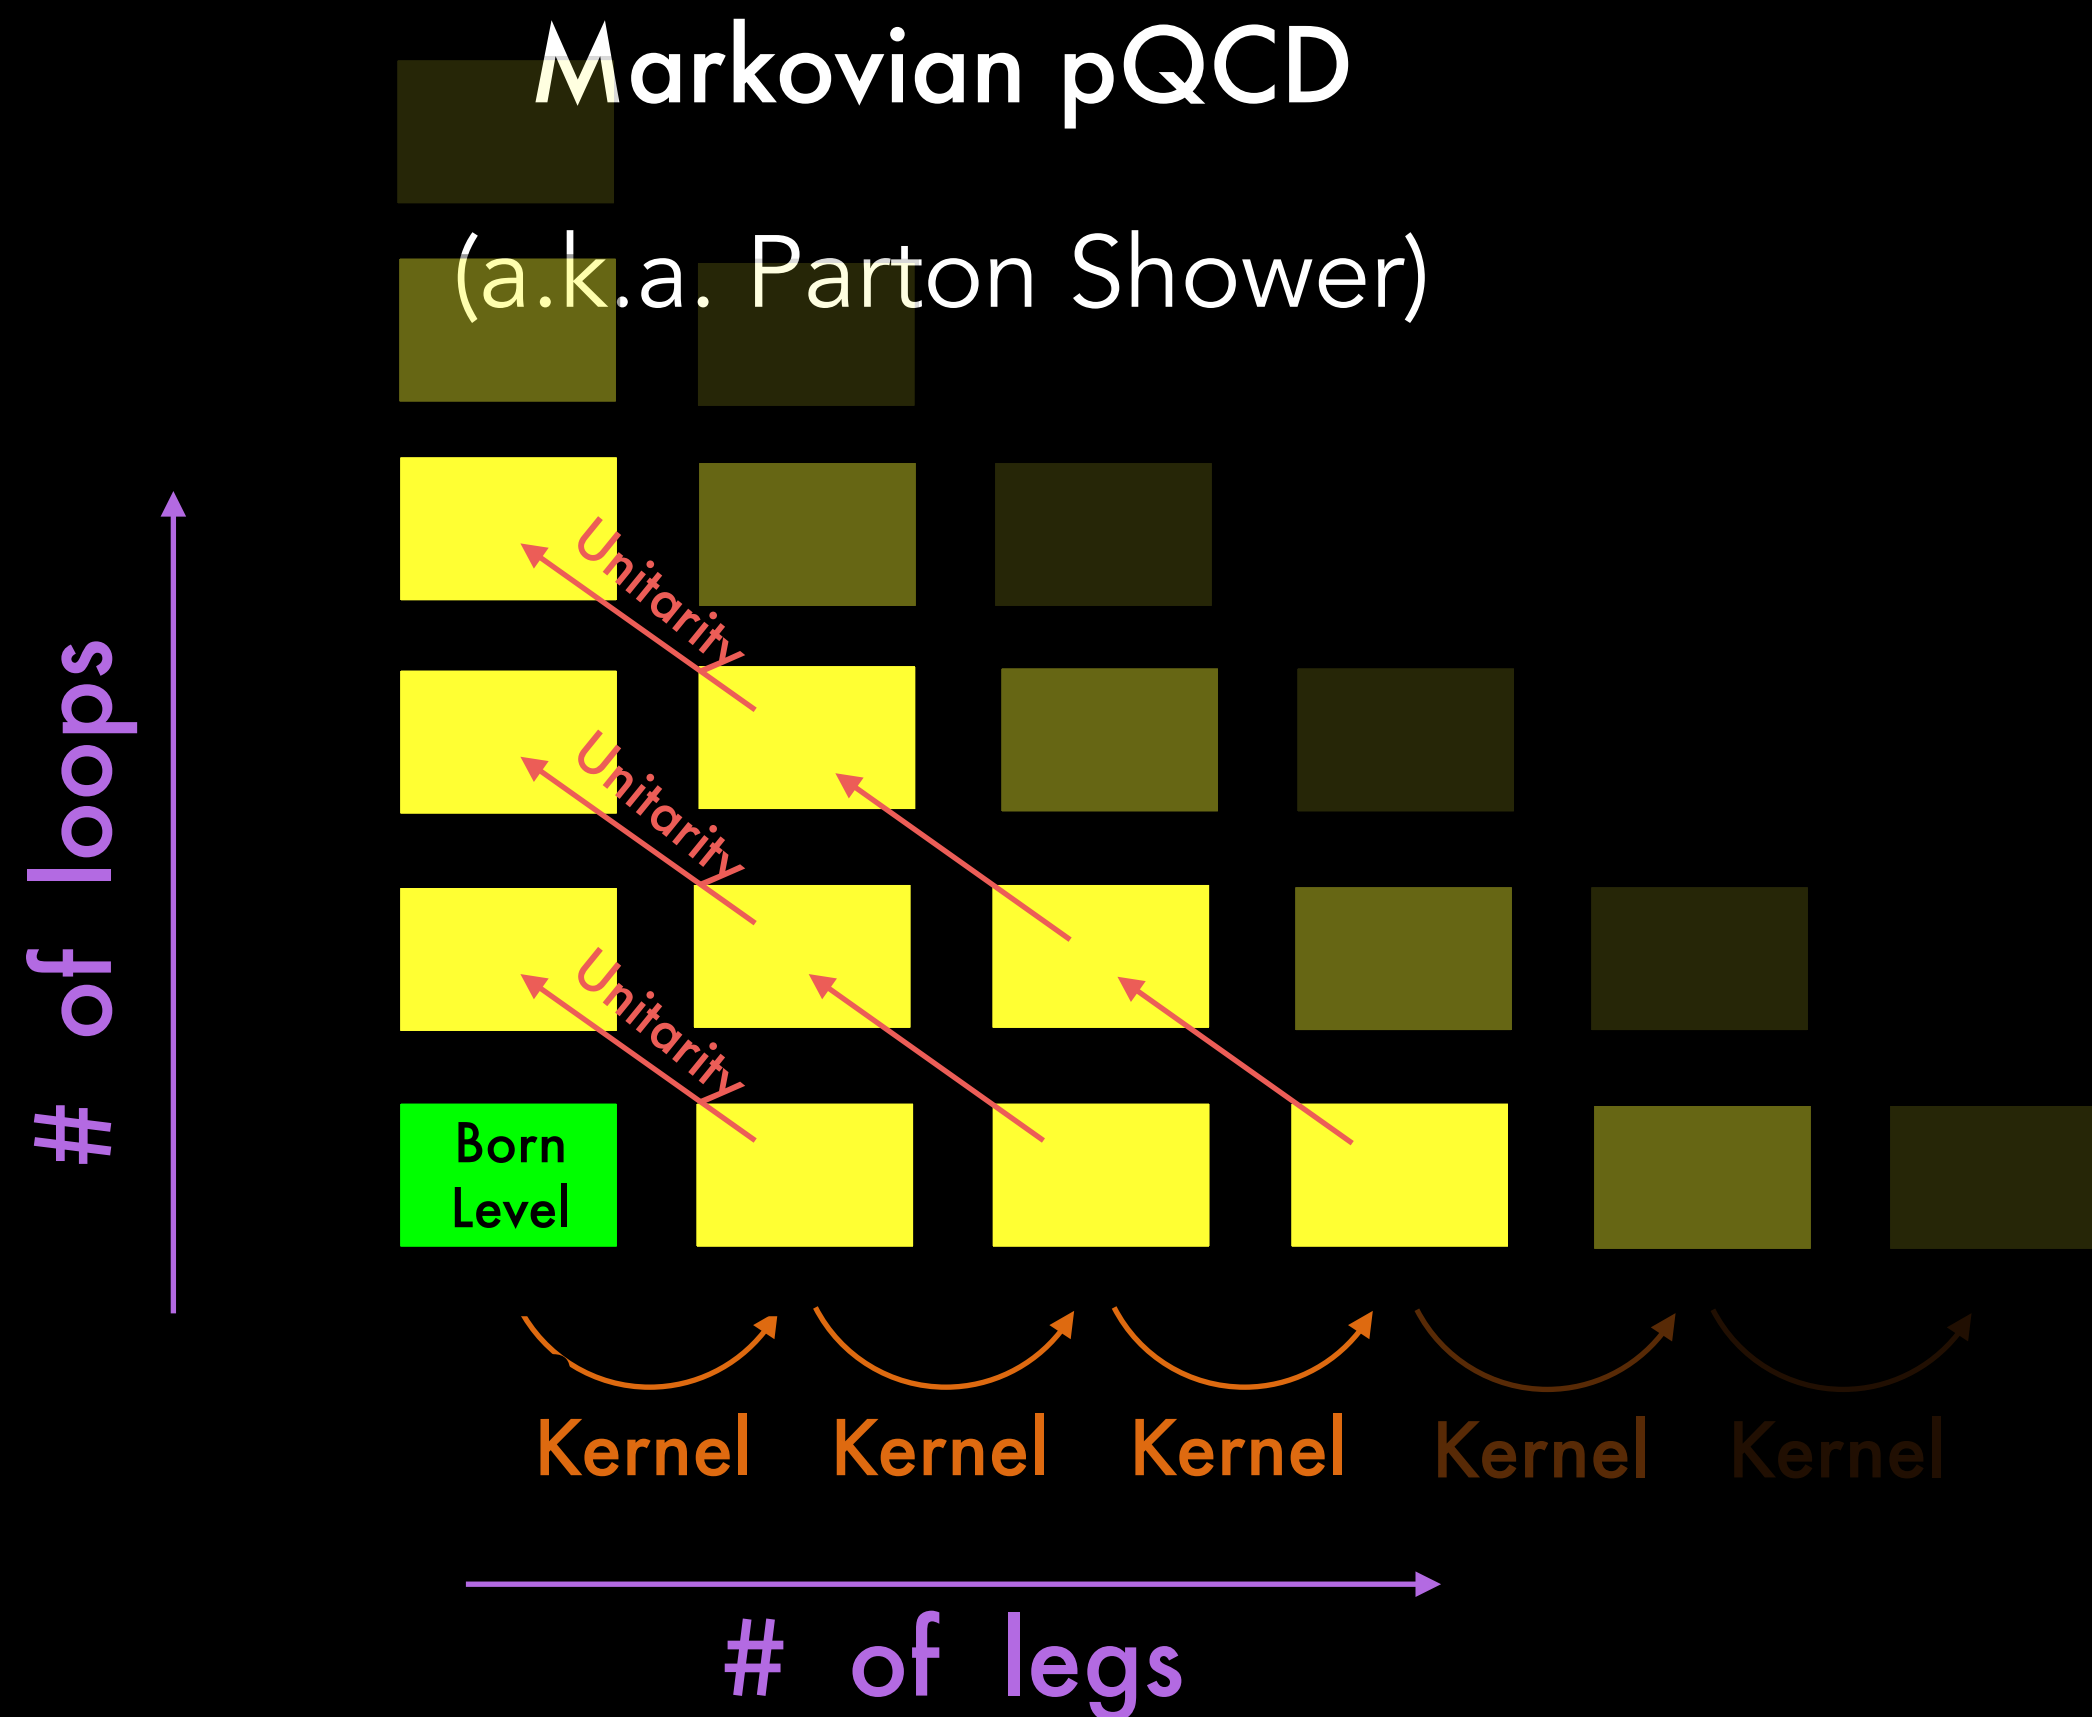 Markovian pQCD
(a.k.a. Parton Shower)
# of loops
Unitarity
Unitarity
Unitarity
Born
Level
Kernel Kernel Kernel Kernel Kernel
# of legs